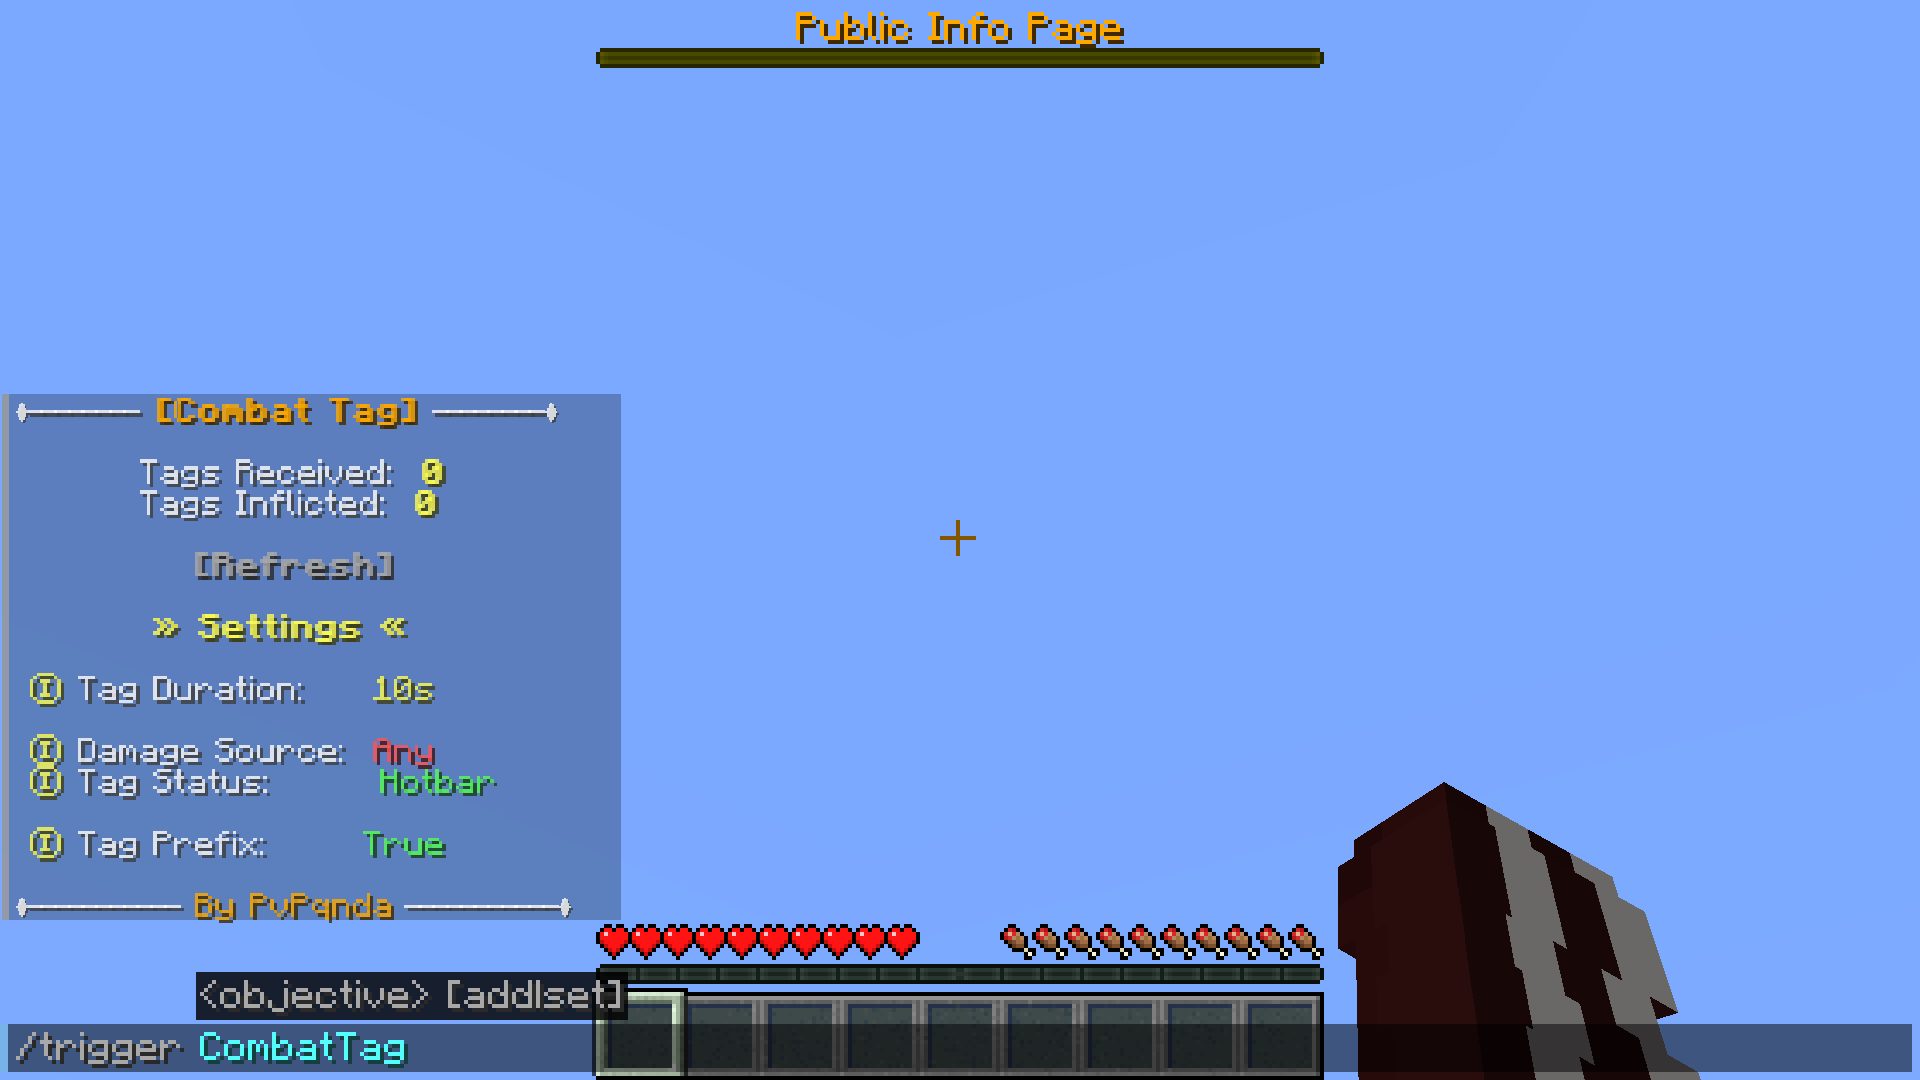 Public Info Page
[Combat Tag]
Tags Received: 0
Tags Inflicted: 0
[Refresh]
» Settings «
Ⓘ Tag Duration: 10s
Ⓘ Damage Source: Any
Ⓘ Tag Status: Hotbar
Ⓘ Tag Prefix: True
By PvPqnda
<objective> [add|set]
/trigger CombatTag